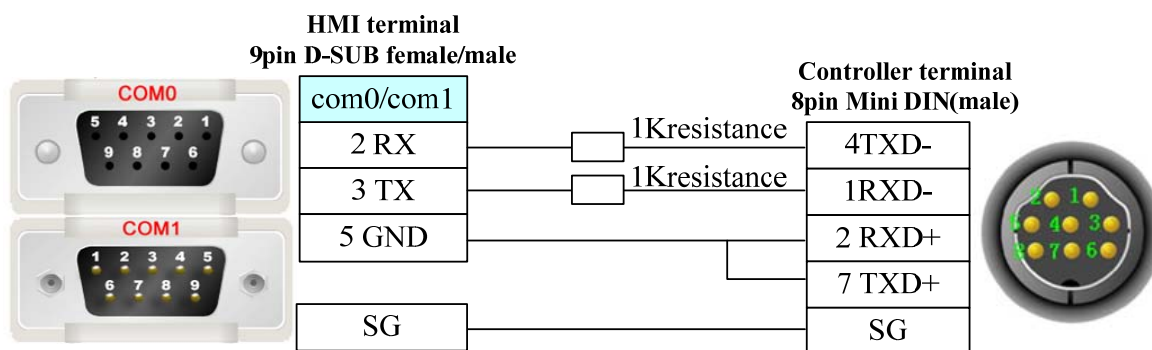 HMI terminal
9pin D-SUB female/male
Controller terminal
8pin Mini DIN(male)
COM0
5 4 3 2 1
9 8 7 6
COM1
1 2 3 4 5
6 7 8 9
com0/com1
2 RX
3 TX
5 GND
SG
1Kresistance
1Kresistance
4TXD-
1RXD-
2 RXD+
7 TXD+
SG
2 1
5 4 3
8 7 6